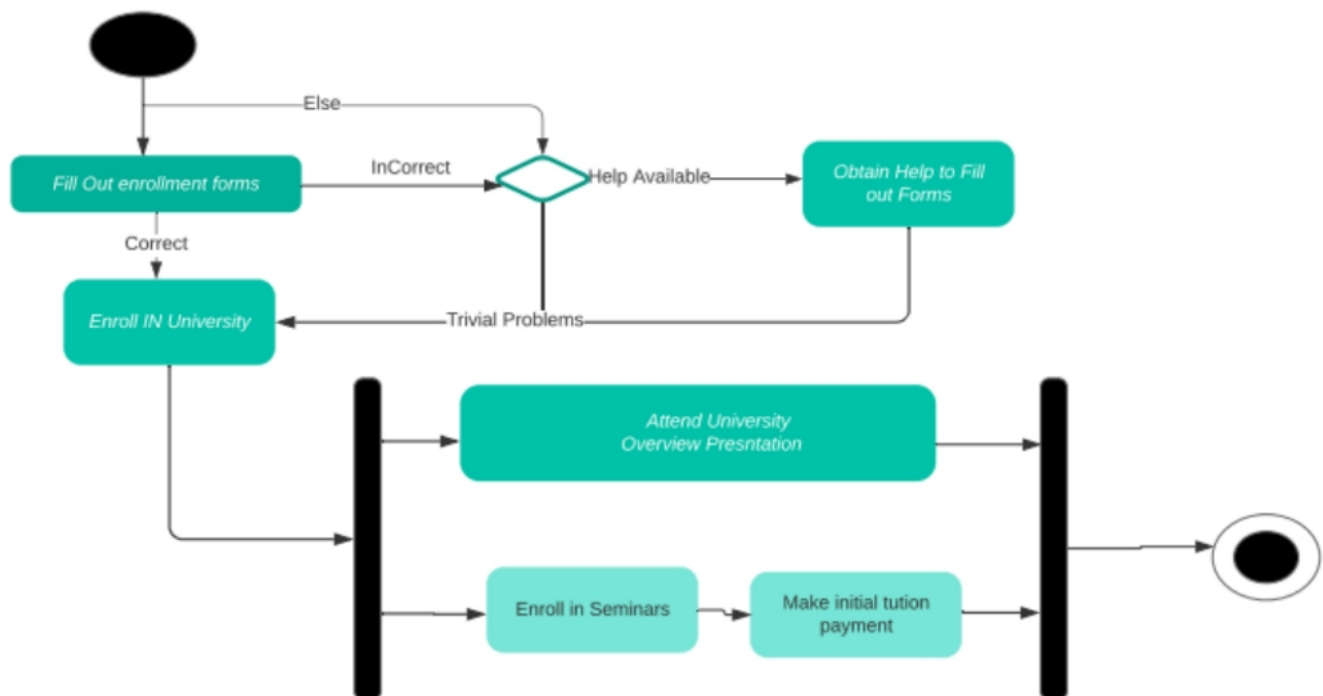 Else
Fill Out enrollment forms
InCorrect
Help Available
Obtain Help to Fill
out Forms
Correct
Enroll IN University
Trivial Problems
Attend University
Overview Presntation
Enroll in Seminars
Make initial tution
payment